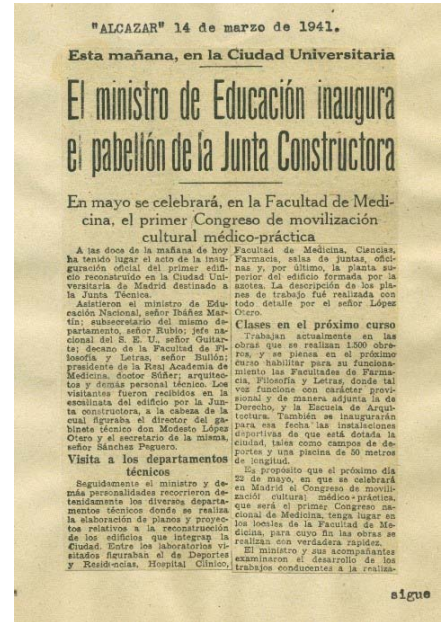 "ALCAZAR" 14 de marzo de 1941.
Esta mañana, en la Ciudad Universitaria
El ministro de Educación inaugura
el pabellón de la Junta Constructora
En mayo se celebrará, en la Facultad de Medi-
cina, el primer Congreso de movilización
cultural médico-práctica
A las doce de la mañana de hoy
ha tenido lugar el acto de la inau-
guración oficial del primer edifi-
cio reconstruído en la Ciudad Uni-
versitaria de Madrid destinado a
la Junta Técnica.
Asistieron el ministro de Edu-
cación Nacional, señor Ibáñez Mar-
tín; subsecretario del mismo de-
partamento, señor Rubio; jefe na-
cional del S. E. U., señor Guitar-
te; decano de la Facultad de Fi-
losofía y Letras, señor Bullón;
presidente de la Real Academia de
Medicina, doctor Súñer; arquitec-
tos y demás personal técnico. Los
visitantes fueron recibidos en la
escalinata del edificio por la Jun-
ta constructora, a la cabeza de la
cual figuraba el director del ga-
binete técnico don Modesto López
Otero y el secretario de la misma,
señor Sánchez Peguero.
Visita a los departamentos
técnicos
Seguidamente el ministro y de-
más personalidades recorrieron de-
tenidamente los diversos departa-
mentos técnicos donde se realiza
la elaboración de planos y proyec-
tos relativos a la reconstrucción
de los edificios que integran la
Ciudad. Entre los laboratorios vi-
sitados figuraban el de Deportes
y Residencias, Hospital Clínico,
Facultad de Medicina, Ciencias,
Farmacia, salas de juntas, ofici-
nas y, por último, la planta su-
perior del edificio formada por la
azotea. La descripción de los pla-
nes de trabajo fué realizada con
todo detalle por el señor López
Otero.
Clases en el próximo curso
Trabajan actualmente en las
obras que se realizan 1.500 obre-
ros, y se piensa en el próximo
curso habilitar para su funciona-
miento las Facultades de Farma-
cia, Filosofía y Letras, donde tal
vez funcione con carácter provi-
sional y de manera adjunta la de
Derecho, y la Escuela de Arqui-
tectura. También se inaugurarán
para esa fecha las instalaciones
deportivas de que está dotada la
ciudad, tales como campos de de-
portes y una piscina de 50 metros
de longitud.
Es propósito que el próximo día
22 de mayo, en que se celebrará
en Madrid el Congreso de movili-
zación cultural médico-práctica,
que será el primer Congreso na-
cional de Medicina, tenga lugar en
los locales de la Facultad de Me-
dicina, para cuyo fin las obras se
realizan con verdadera rapidez.
El ministro y sus acompañantes
examinaron el desarrollo de los
trabajos conducentes a la realiza-
sigue